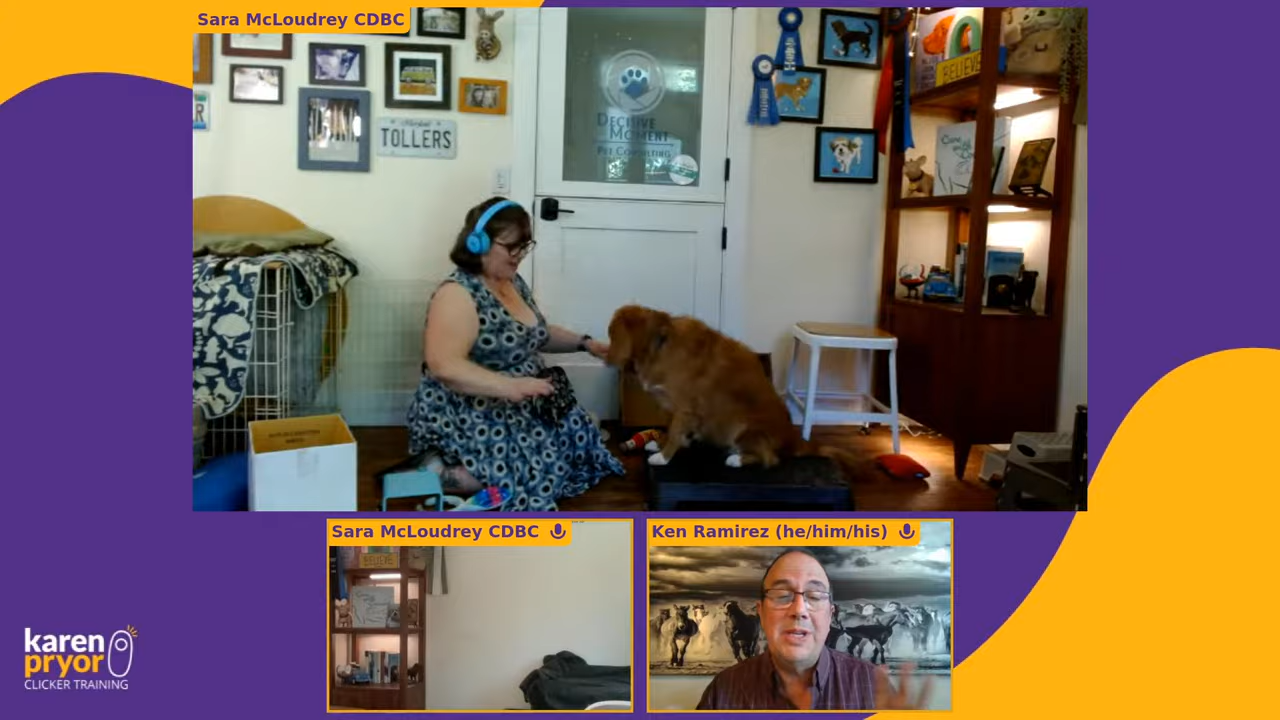 Sara McLoudrey CDBC
TOLLERS
DECISIVE
MOMENT
PET CONSULTING
BELIEVE
Sara McLoudrey CDBC
Ken Ramirez (he/him/his)
BELIEVE
karen
pryor
CLICKER TRAINING